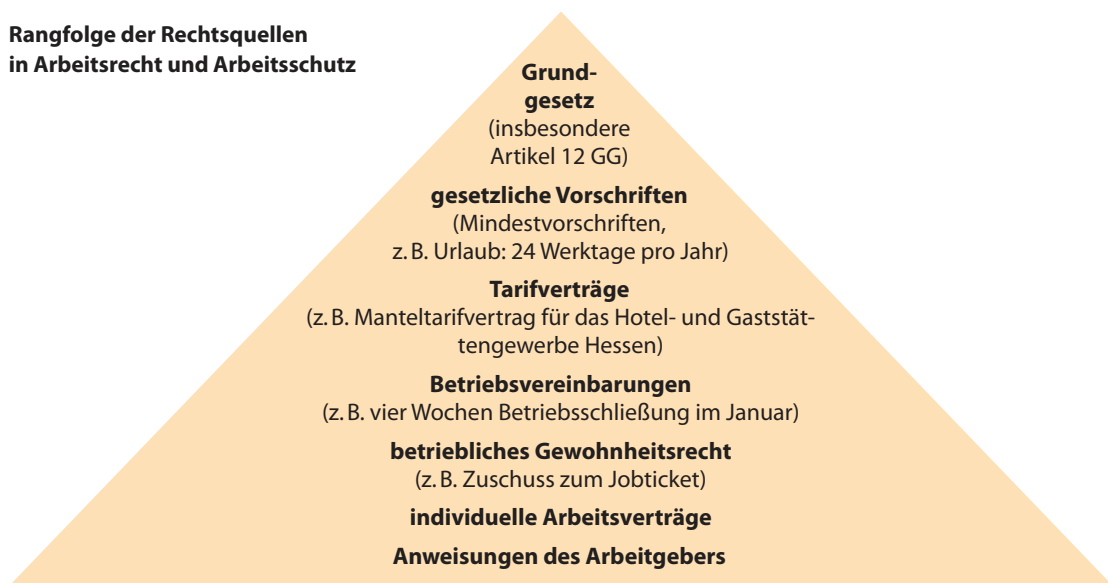 Rangfolge der Rechtsquellen
in Arbeitsrecht und Arbeitsschutz
Grund-
gesetz
(insbesondere
Artikel 12 GG)
gesetzliche Vorschriften
(Mindestvorschriften,
z. B. Urlaub: 24 Werktage pro Jahr)
Tarifverträge
(z. B. Manteltarifvertrag für das Hotel- und Gaststät-
tengewerbe Hessen)
Betriebsvereinbarungen
(z. B. vier Wochen Betriebsschließung im Januar)
betriebliches Gewohnheitsrecht
(z. B. Zuschuss zum Jobticket)
individuelle Arbeitsverträge
Anweisungen des Arbeitgebers